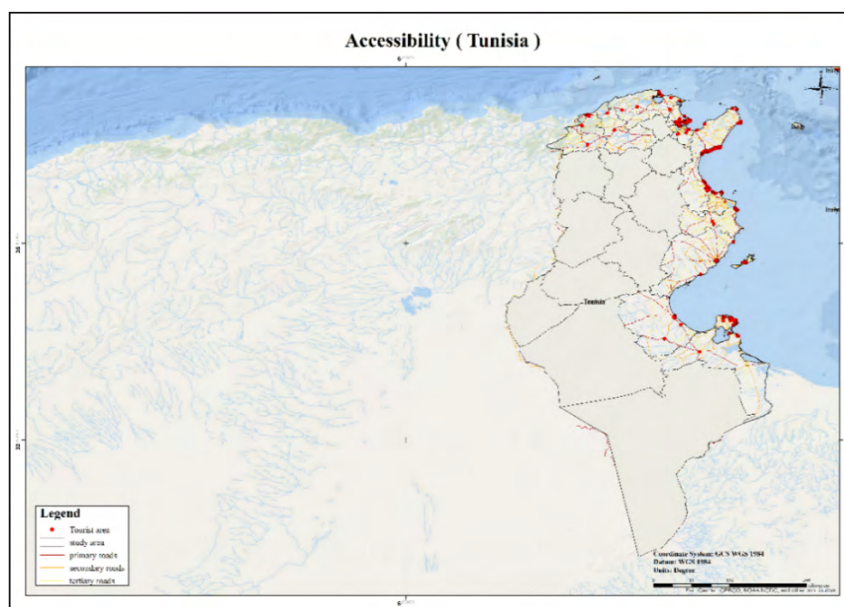 Accessibility ( Tunisia )
Tunisia
Legend
Tourist area
study area
primary roads
secondary roads
tertiary roads
Coordinate System: GCS WGS 1984
Datum: WGS 1984
Units: Degree